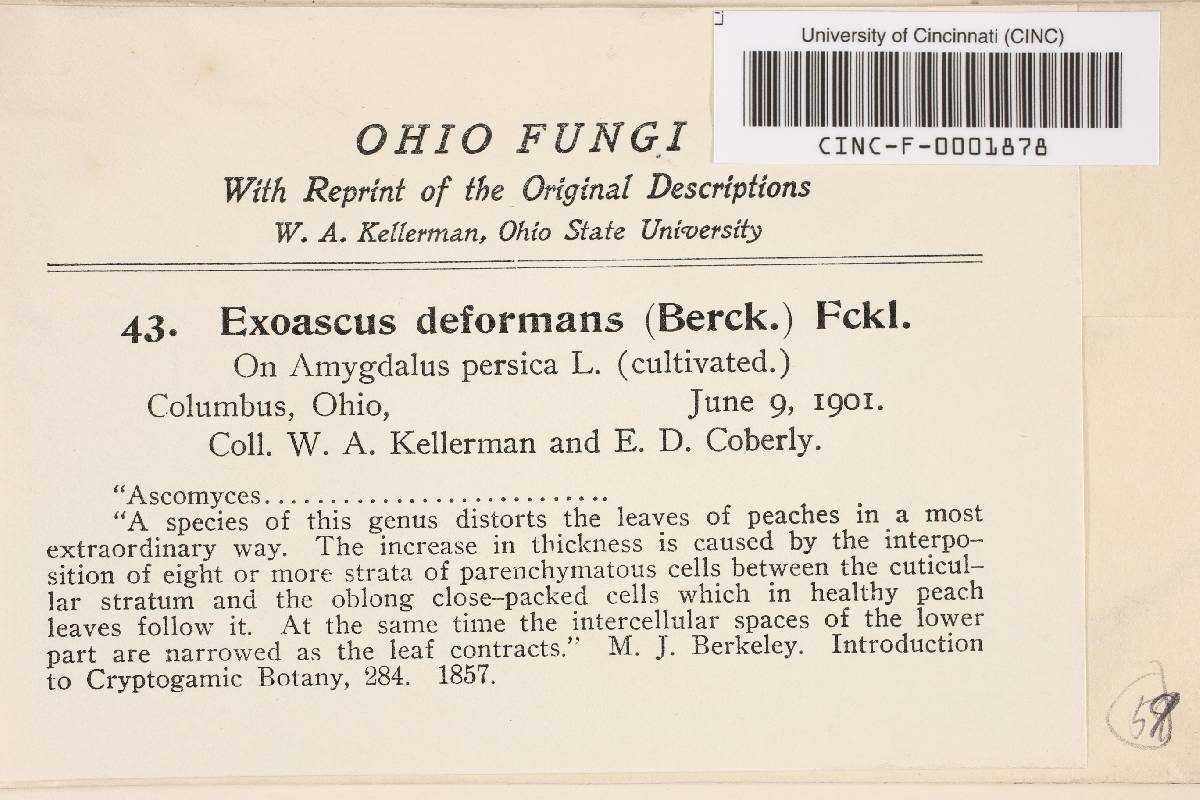 University of Cincinnati (CINC)
CINC-F-0001878
OHIO FUNGI
With Reprint of the Original Descriptions
W. A. Kellerman, Ohio State University
43. Exoascus deformans (Berck.) Fckl.
On Amygdalus persica L. (cultivated.)
Columbus, Ohio, June 9, 1901.
Coll. W. A. Kellerman and E. D. Coberly.
“Ascomyces..........................
“A species of this genus distorts the leaves of peaches in a most
extraordinary way. The increase in thickness is caused by the interpo-
sition of eight or more strata of parenchymatous cells between the cuticul-
lar stratum and the oblong close-packed cells which in healthy peach
leaves follow it. At the same time the intercellular spaces of the lower
part are narrowed as the leaf contracts.” M. J. Berkeley. Introduction
to Cryptogamic Botany, 284. 1857.